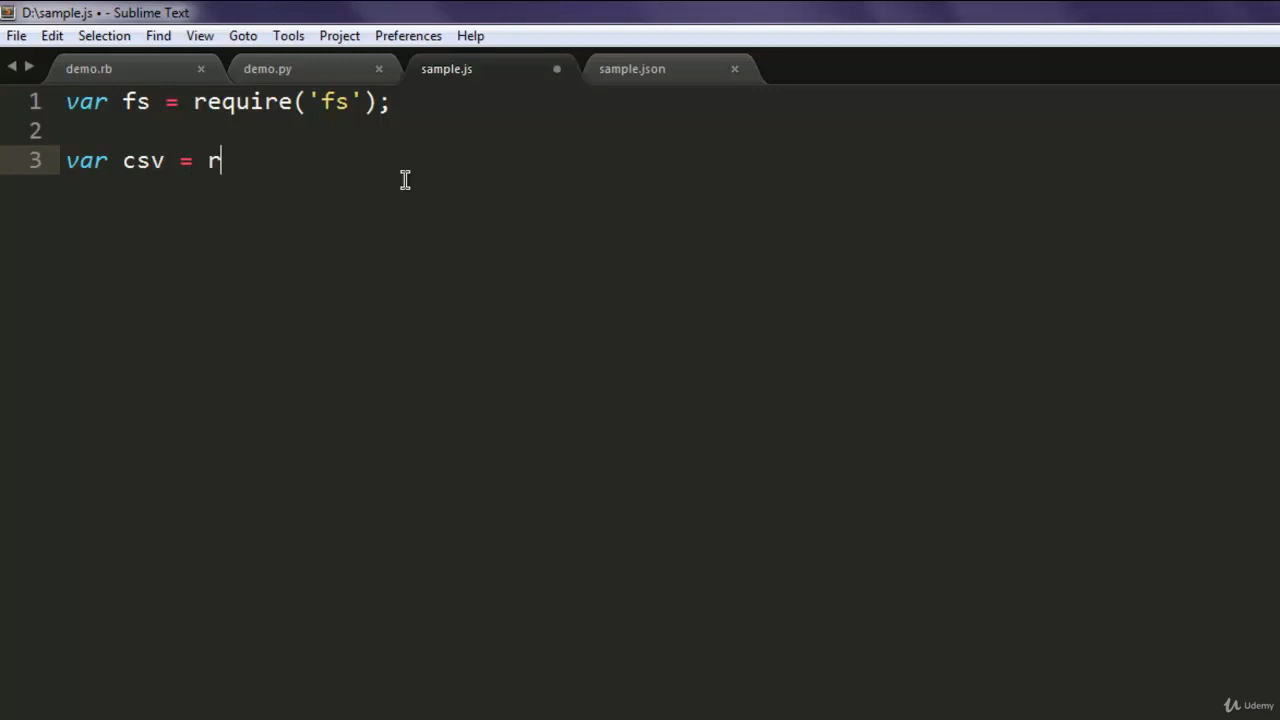 D:\sample.js • - Sublime Text
File Edit Selection Find View Goto Tools Project Preferences Help
demo.rb × demo.py × sample.js sample.json ×
1 var fs = require('fs');
2
3 var csv = r
Udemy